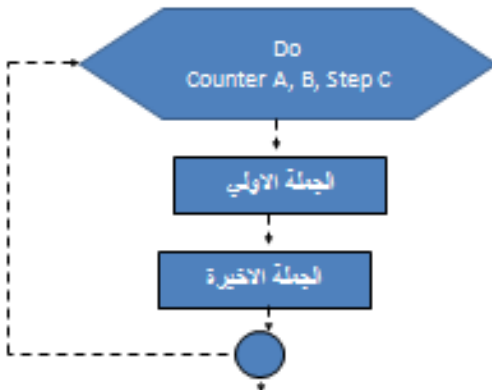 Do
Counter A, B, Step C
الجملة الاولي
الجملة الاخيرة